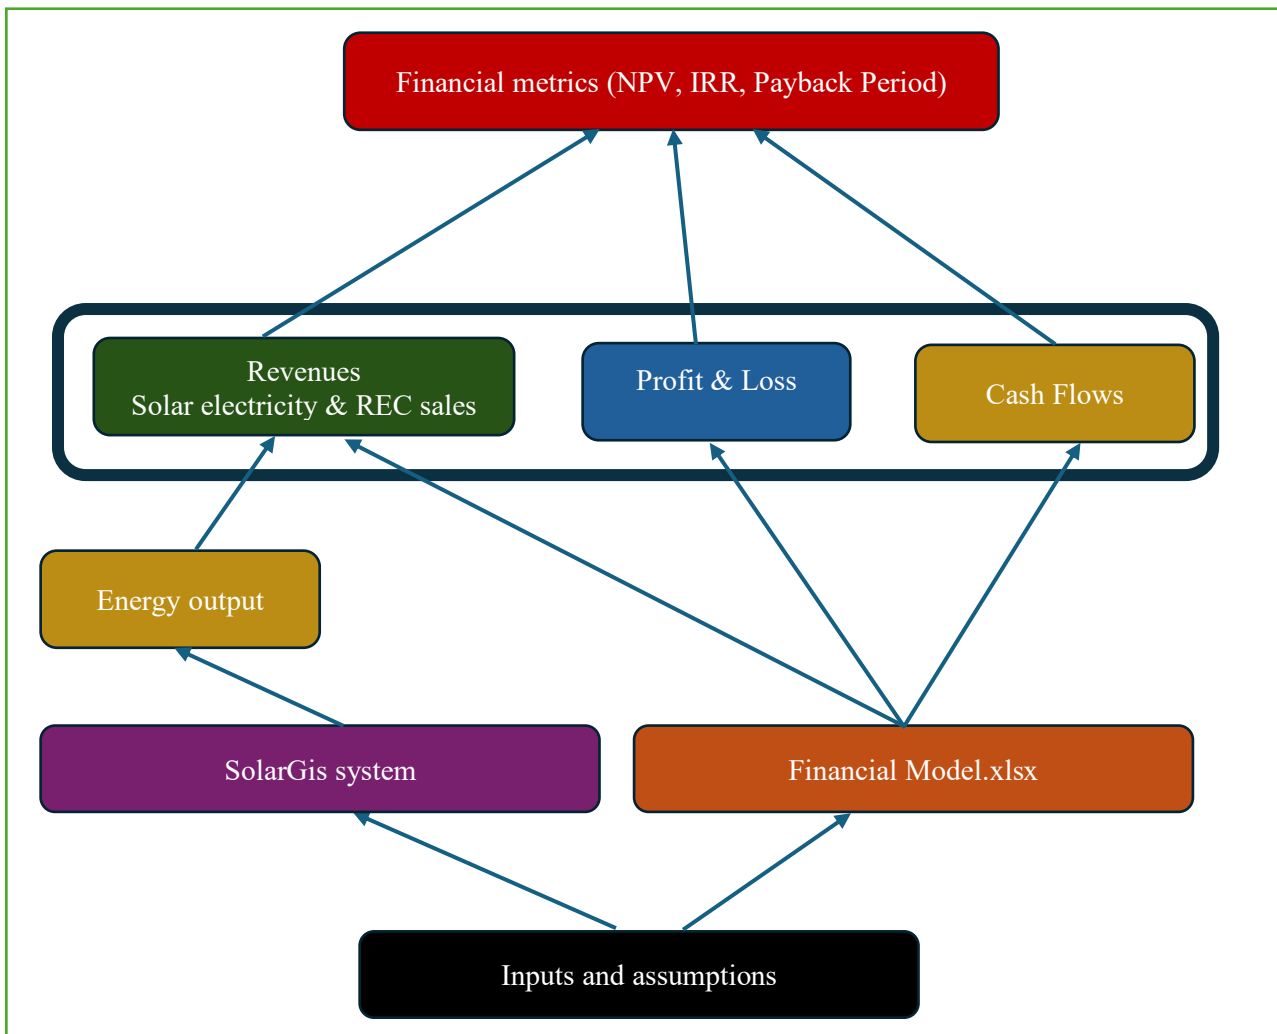 Financial metrics (NPV, IRR, Payback Period)
Revenues
Solar electricity & REC sales
Profit & Loss
Cash Flows
Energy output
SolarGis system
Financial Model.xlsx
Inputs and assumptions